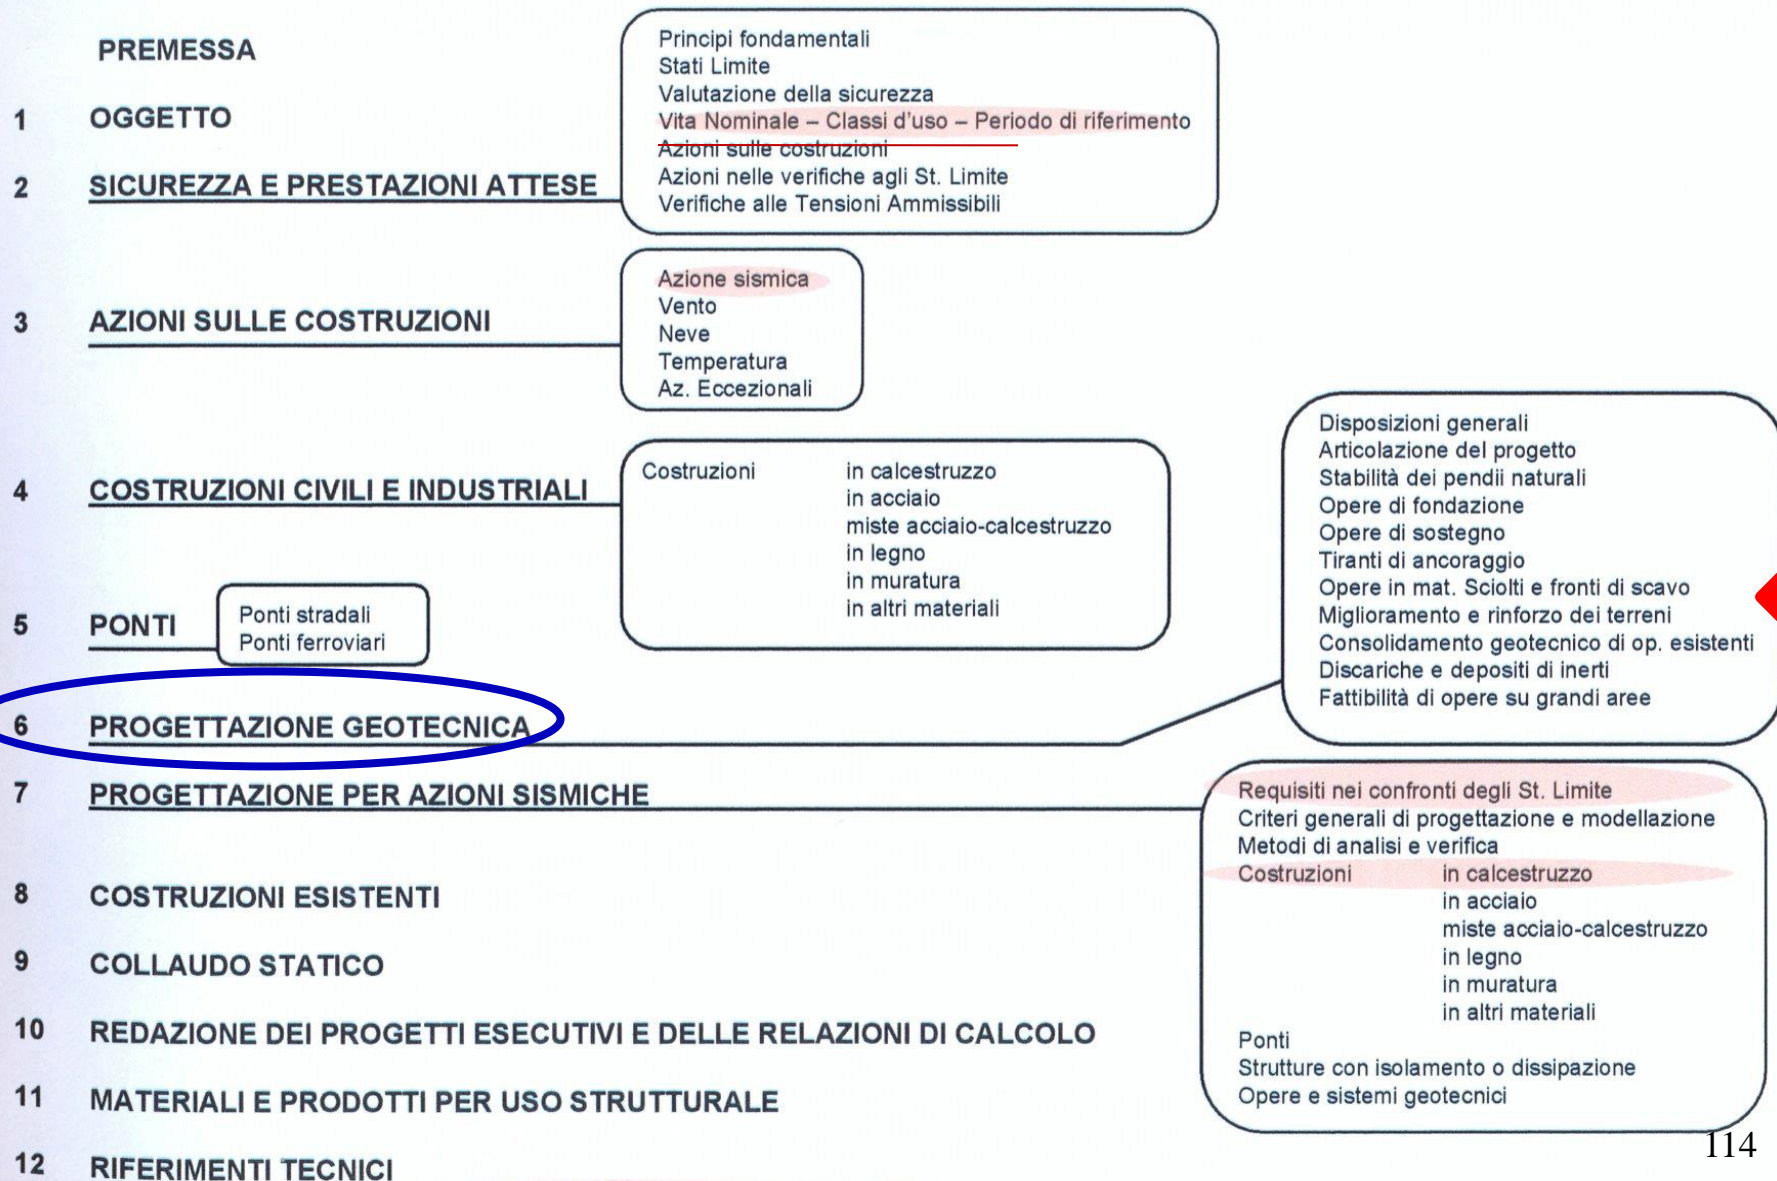 PREMESSA
1 OGGETTO
2 SICUREZZA E PRESTAZIONI ATTESE
Principi fondamentali
Stati Limite
Valutazione della sicurezza
Vita Nominale – Classi d'uso – Periodo di riferimento
Azioni sulle costruzioni
Azioni nelle verifiche agli St. Limite
Verifiche alle Tensioni Ammissibili
3 AZIONI SULLE COSTRUZIONI
Azione sismica
Vento
Neve
Temperatura
Az. Eccezionali
4 COSTRUZIONI CIVILI E INDUSTRIALI
Costruzioni in calcestruzzo
in acciaio
miste acciaio-calcestruzzo
in legno
in muratura
in altri materiali
5 PONTI
Ponti stradali
Ponti ferroviari
6 PROGETTAZIONE GEOTECNICA
Disposizioni generali
Articolazione del progetto
Stabilità dei pendii naturali
Opere di fondazione
Opere di sostegno
Tiranti di ancoraggio
Opere in mat. Sciolti e fronti di scavo
Miglioramento e rinforzo dei terreni
Consolidamento geotecnico di op. esistenti
Discariche e depositi di inerti
Fattibilità di opere su grandi aree
7 PROGETTAZIONE PER AZIONI SISMICHE
Requisiti nei confronti degli St. Limite
Criteri generali di progettazione e modellazione
Metodi di analisi e verifica
Costruzioni in calcestruzzo
in acciaio
miste acciaio-calcestruzzo
in legno
in muratura
in altri materiali
Ponti
Strutture con isolamento o dissipazione
Opere e sistemi geotecnici
8 COSTRUZIONI ESISTENTI
9 COLLAUDO STATICO
10 REDAZIONE DEI PROGETTI ESECUTIVI E DELLE RELAZIONI DI CALCOLO
11 MATERIALI E PRODOTTI PER USO STRUTTURALE
12 RIFERIMENTI TECNICI
114